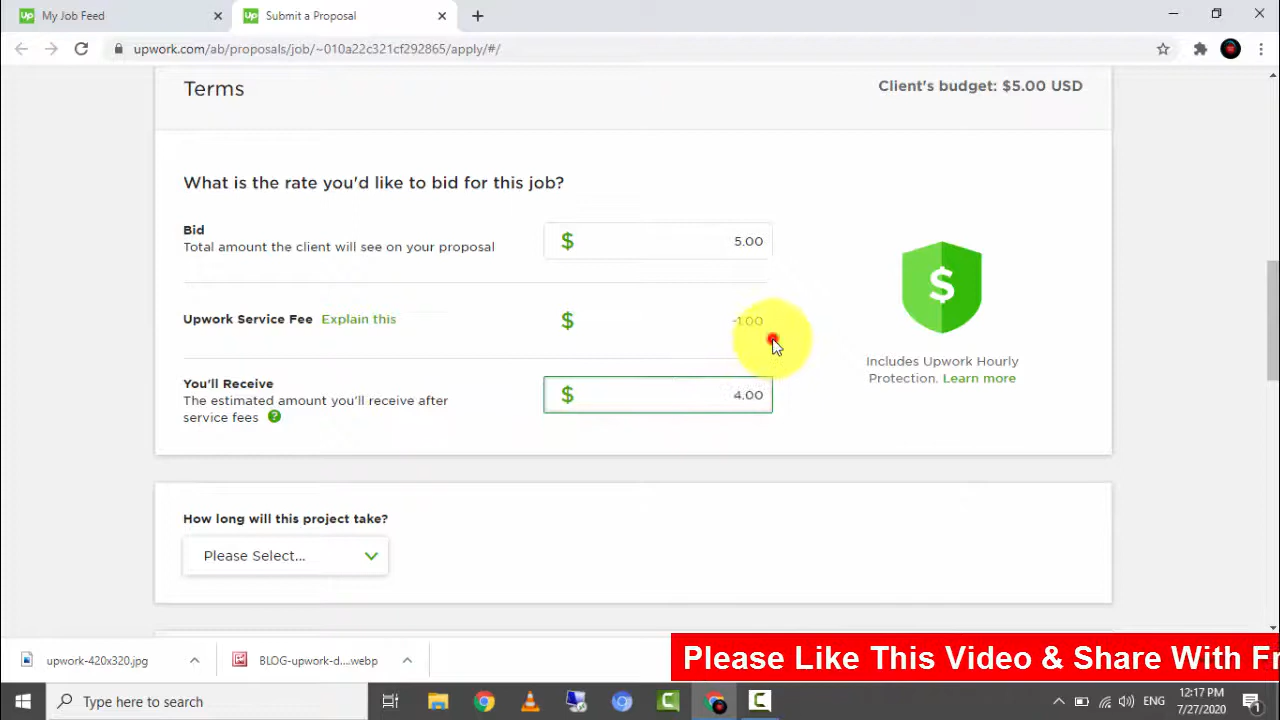 Up My Job Feed
Up Submit a Proposal
upwork.com/ab/proposals/job/~010a22c321cf292865/apply/#/
Terms
Client's budget: $5.00 USD
What is the rate you'd like to bid for this job?
Bid
Total amount the client will see on your proposal
$ 5.00
$
Upwork Service Fee Explain this
$ -1.00
Includes Upwork Hourly
Protection. Learn more
You'll Receive
The estimated amount you'll receive after
service fees ?
$ 4.00
How long will this project take?
Please Select...
upwork-420x320.jpg
BLOG-upwork-d....webp
Please Like This Video & Share With Fr
Type here to search
ENG
12:17 PM
7/27/2020
1